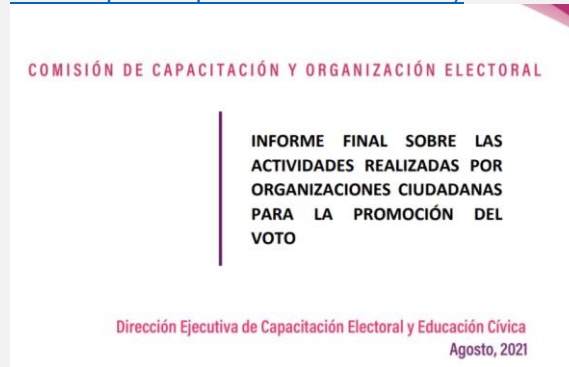 COMISIÓN DE CAPACITACIÓN Y ORGANIZACIÓN ELECTORAL
INFORME FINAL SOBRE LAS
ACTIVIDADES REALIZADAS POR
ORGANIZACIONES CIUDADANAS
PARA LA PROMOCIÓN DEL
VOTO
Dirección Ejecutiva de Capacitación Electoral y Educación Cívica
Agosto, 2021